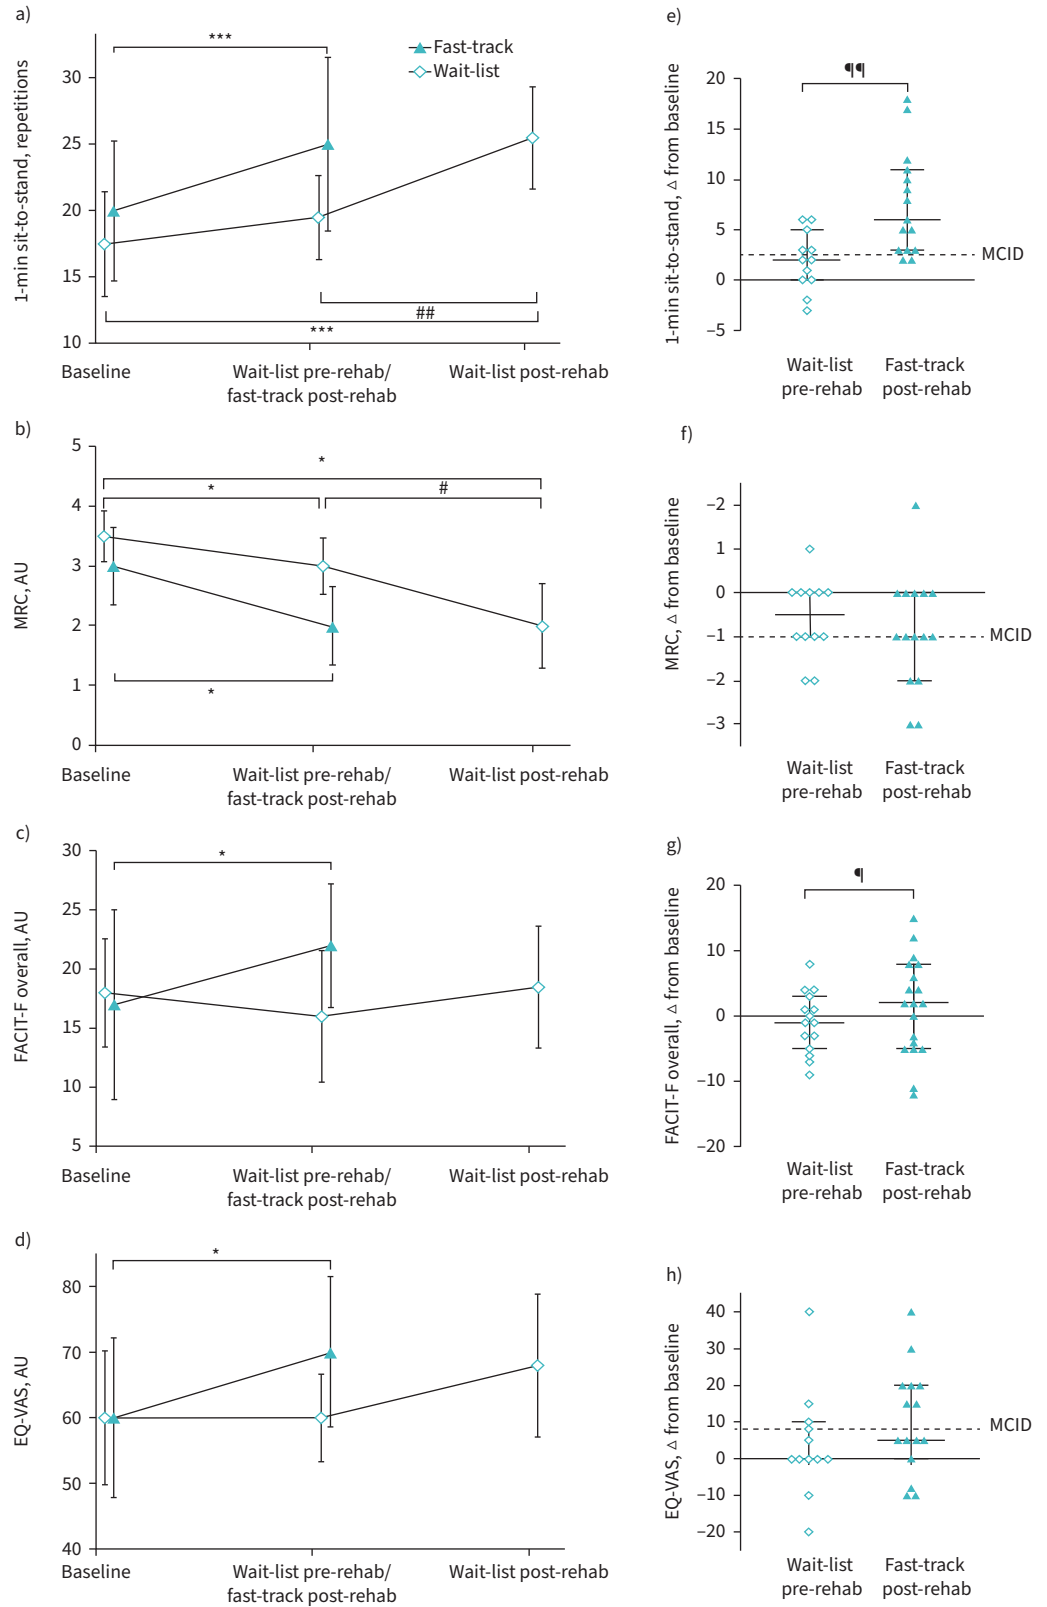 a)
1-min sit-to-stand, repetitions
30
25
20
15
10
***
Fast-track
Wait-list
##
***
Baseline
Wait-list pre-rehab/
fast-track post-rehab
Wait-list post-rehab
e)
1-min sit-to-stand, Δ from baseline
20
15
10
5
0
–5
¶¶
MCID
Wait-list
pre-rehab
Fast-track
post-rehab
b)
MRC, AU
5
4
3
2
1
0
*
*
#
*
Baseline
Wait-list pre-rehab/
fast-track post-rehab
Wait-list post-rehab
f)
MRC, Δ from baseline
–2
1
0
–1
–2
–3
MCID
Wait-list
pre-rehab
Fast-track
post-rehab
c)
FACIT-F overall, AU
30
25
20
15
10
5
*
Baseline
Wait-list pre-rehab/
fast-track post-rehab
Wait-list post-rehab
g)
FACIT-F overall, Δ from baseline
20
10
0
–10
–20
¶
Wait-list
pre-rehab
Fast-track
post-rehab
d)
EQ-VAS, AU
80
70
60
50
40
*
Baseline
Wait-list pre-rehab/
fast-track post-rehab
Wait-list post-rehab
h)
EQ-VAS, Δ from baseline
40
30
20
10
0
–10
–20
MCID
Wait-list
pre-rehab
Fast-track
post-rehab